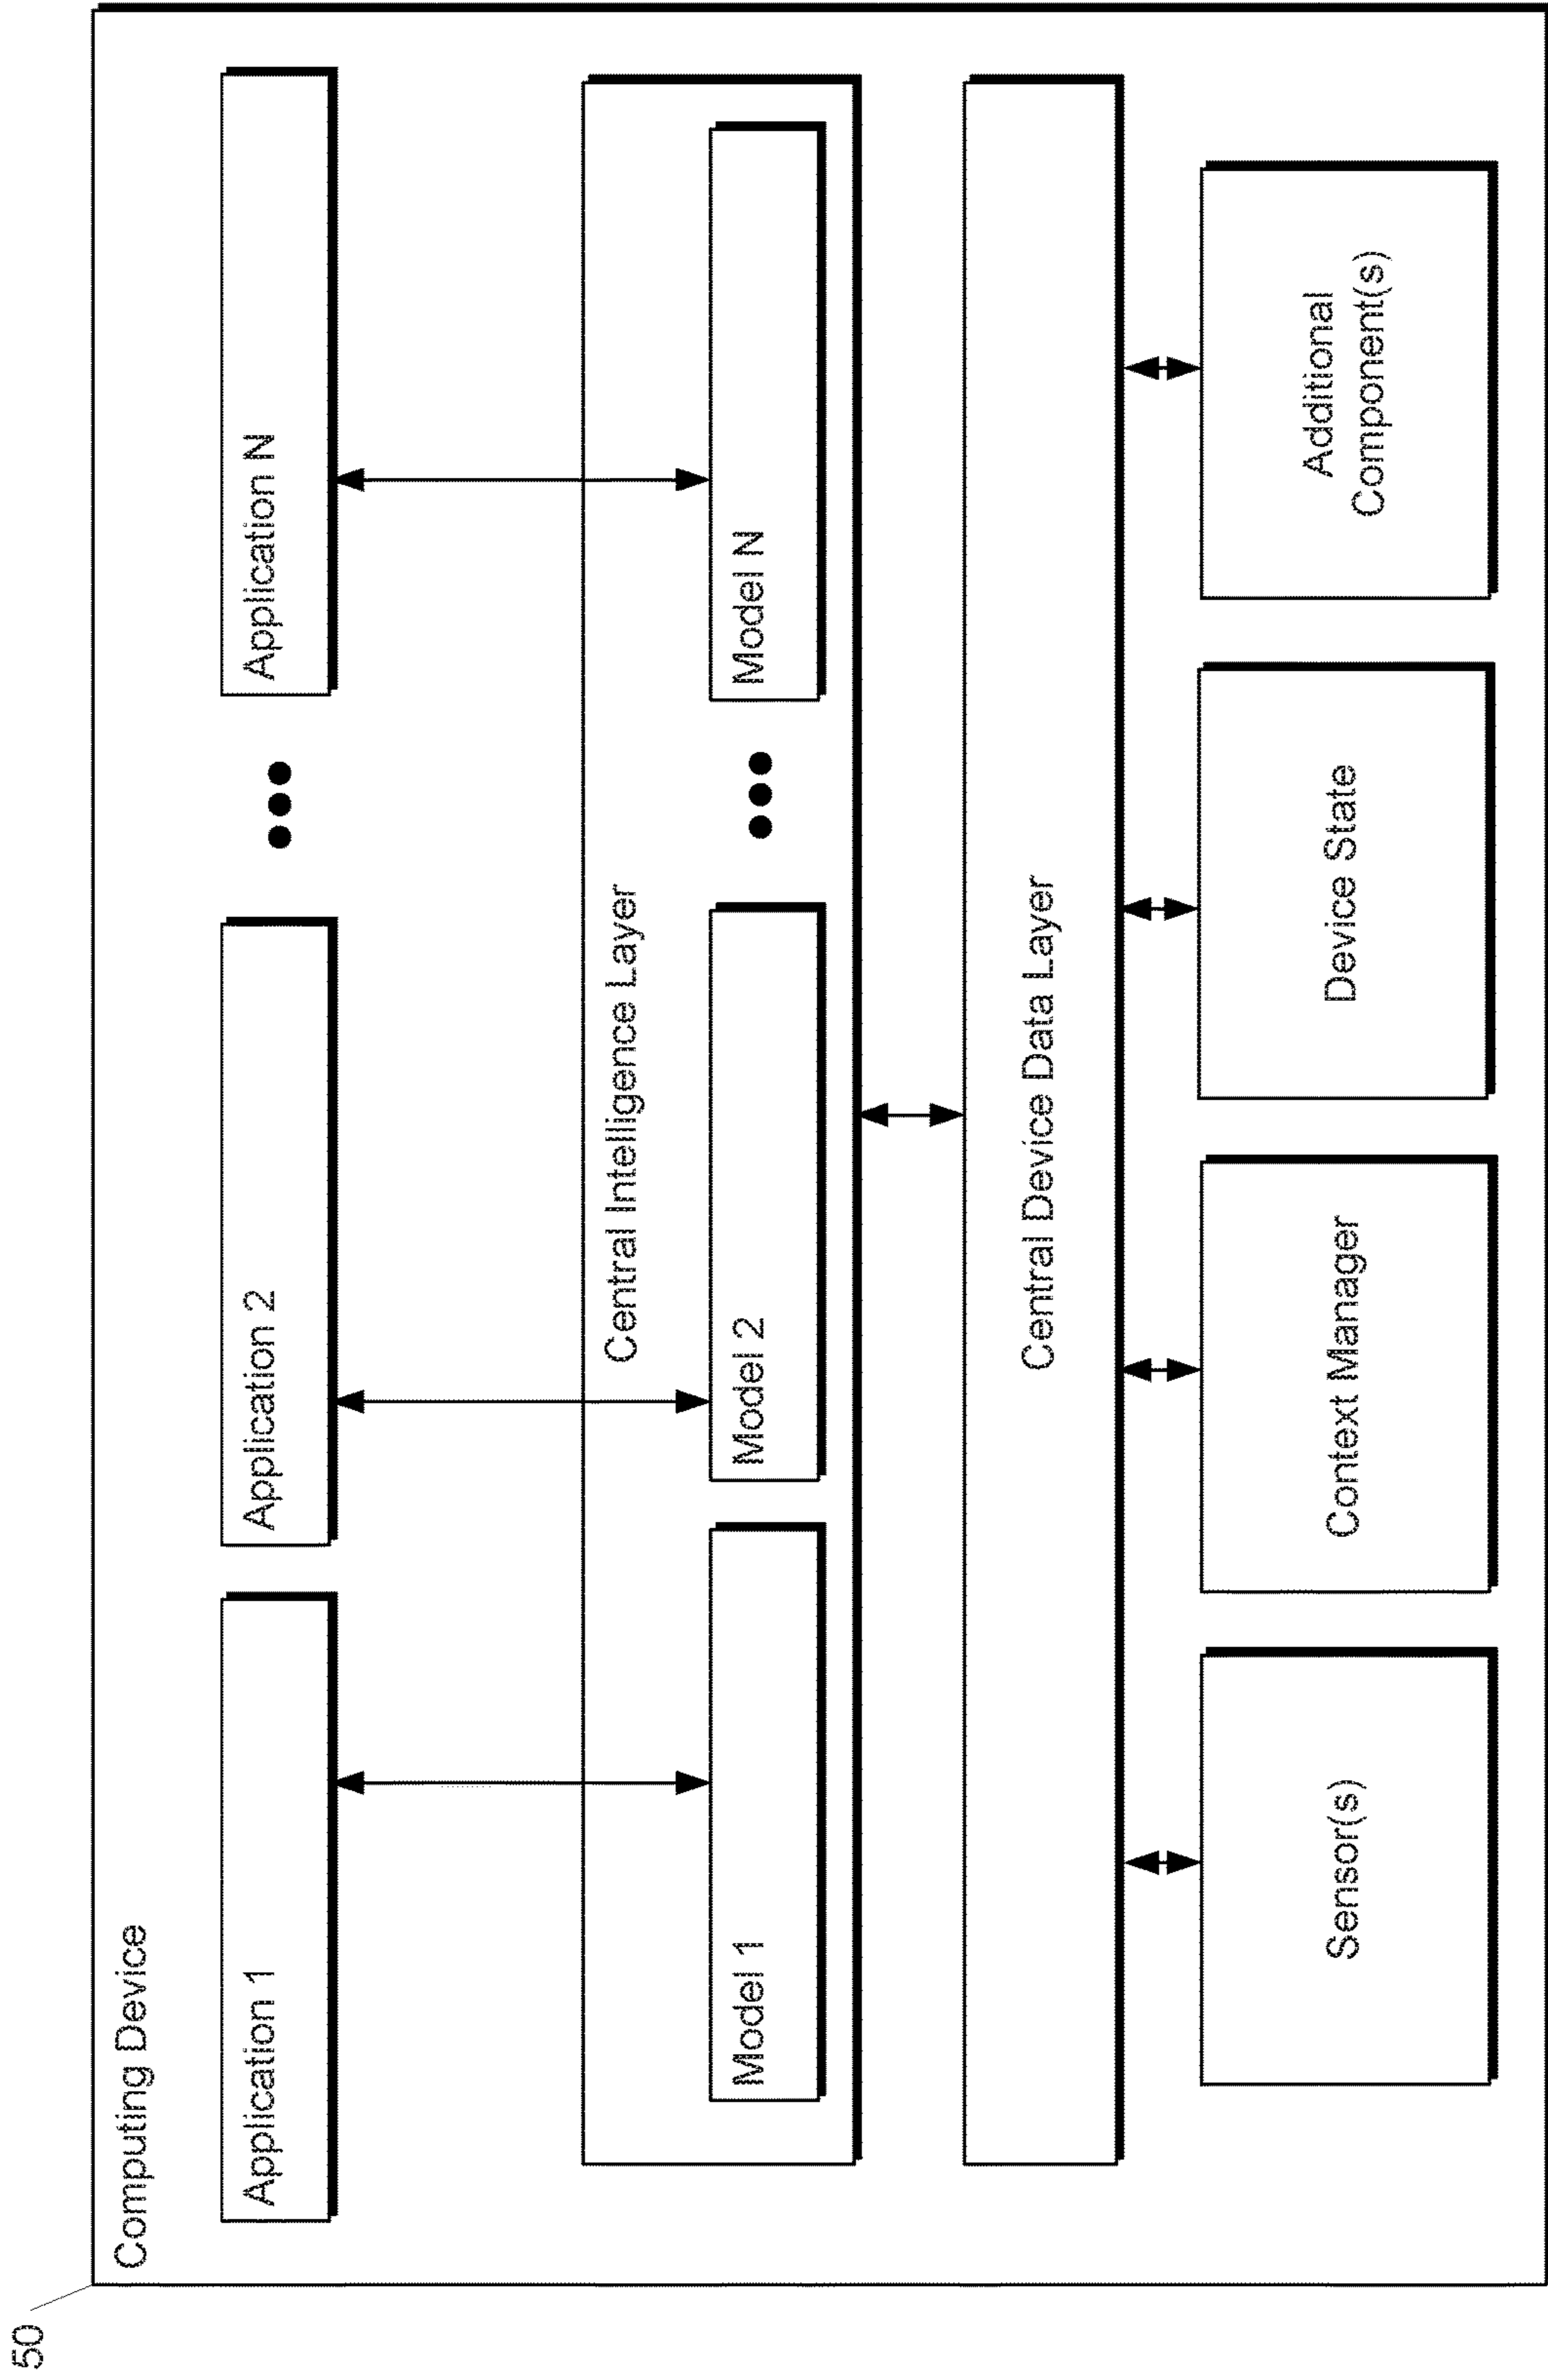 50
Computing Device
Application 1
Application 2
Application N
Central Intelligence Layer
Model 1
Model 2
Model N
Central Device Data Layer
Sensor(s)
Context Manager
Device State
Additional
Component(s)